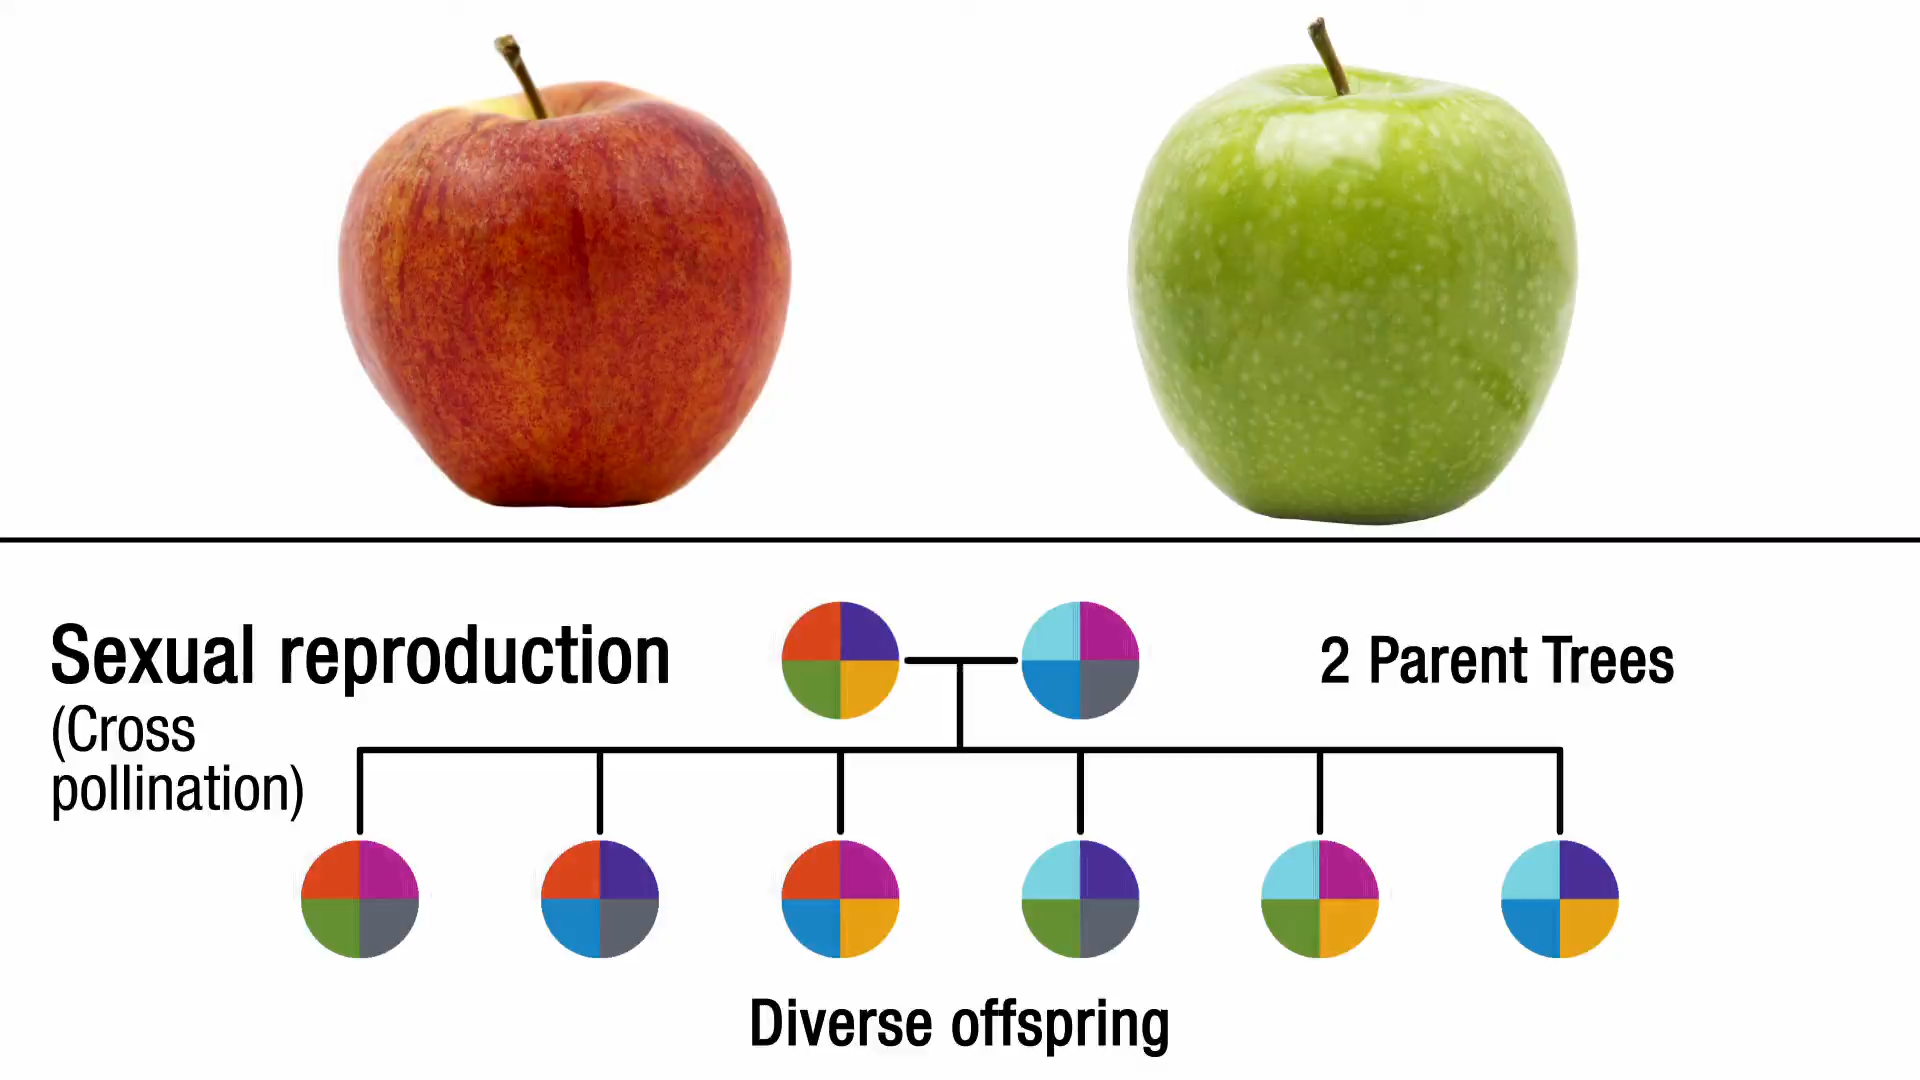 Sexual reproduction
(Cross
pollination)
2 Parent Trees
Diverse offspring